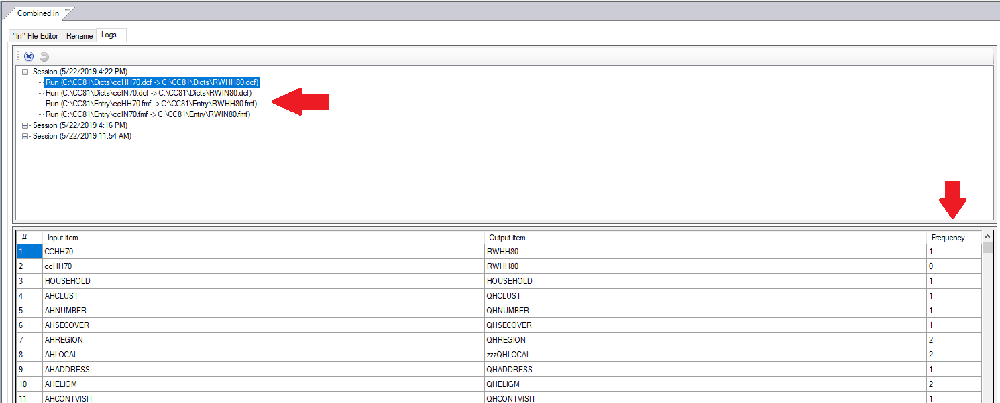 Combined.in
"In" File Editor Rename Logs
Session (5/22/2019 4:22 PM)
Run (C:\CC81\Dicts\ccHH70.dcf -> C:\CC81\Dicts\RWHH80.dcf)
Run (C:\CC81\Dicts\ccIN70.dcf -> C:\CC81\Dicts\RWIN80.dcf)
Run (C:\CC81\Entry\ccHH70.fmf -> C:\CC81\Entry\RWHH80.fmf)
Run (C:\CC81\Entry\ccIN70.fmf -> C:\CC81\Entry\RWIN80.fmf)
Session (5/22/2019 4:16 PM)
Session (5/22/2019 11:54 AM)
# Input item Output item Frequency
1 CCHH70 RWHH80 1
2 ccHH70 RWHH80 0
3 HOUSEHOLD HOUSEHOLD 1
4 AHCLUST QHCLUST 1
5 AHNUMBER QHNUMBER 1
6 AHSECOVER QHSECOVER 1
7 AHREGION QHREGION 2
8 AHLOCAL zzzQHLOCAL 2
9 AHADDRESS QHADDRESS 1
10 AHELIGM QHELIGM 2
11 AHCONTVISIT QHCONTVISIT 1